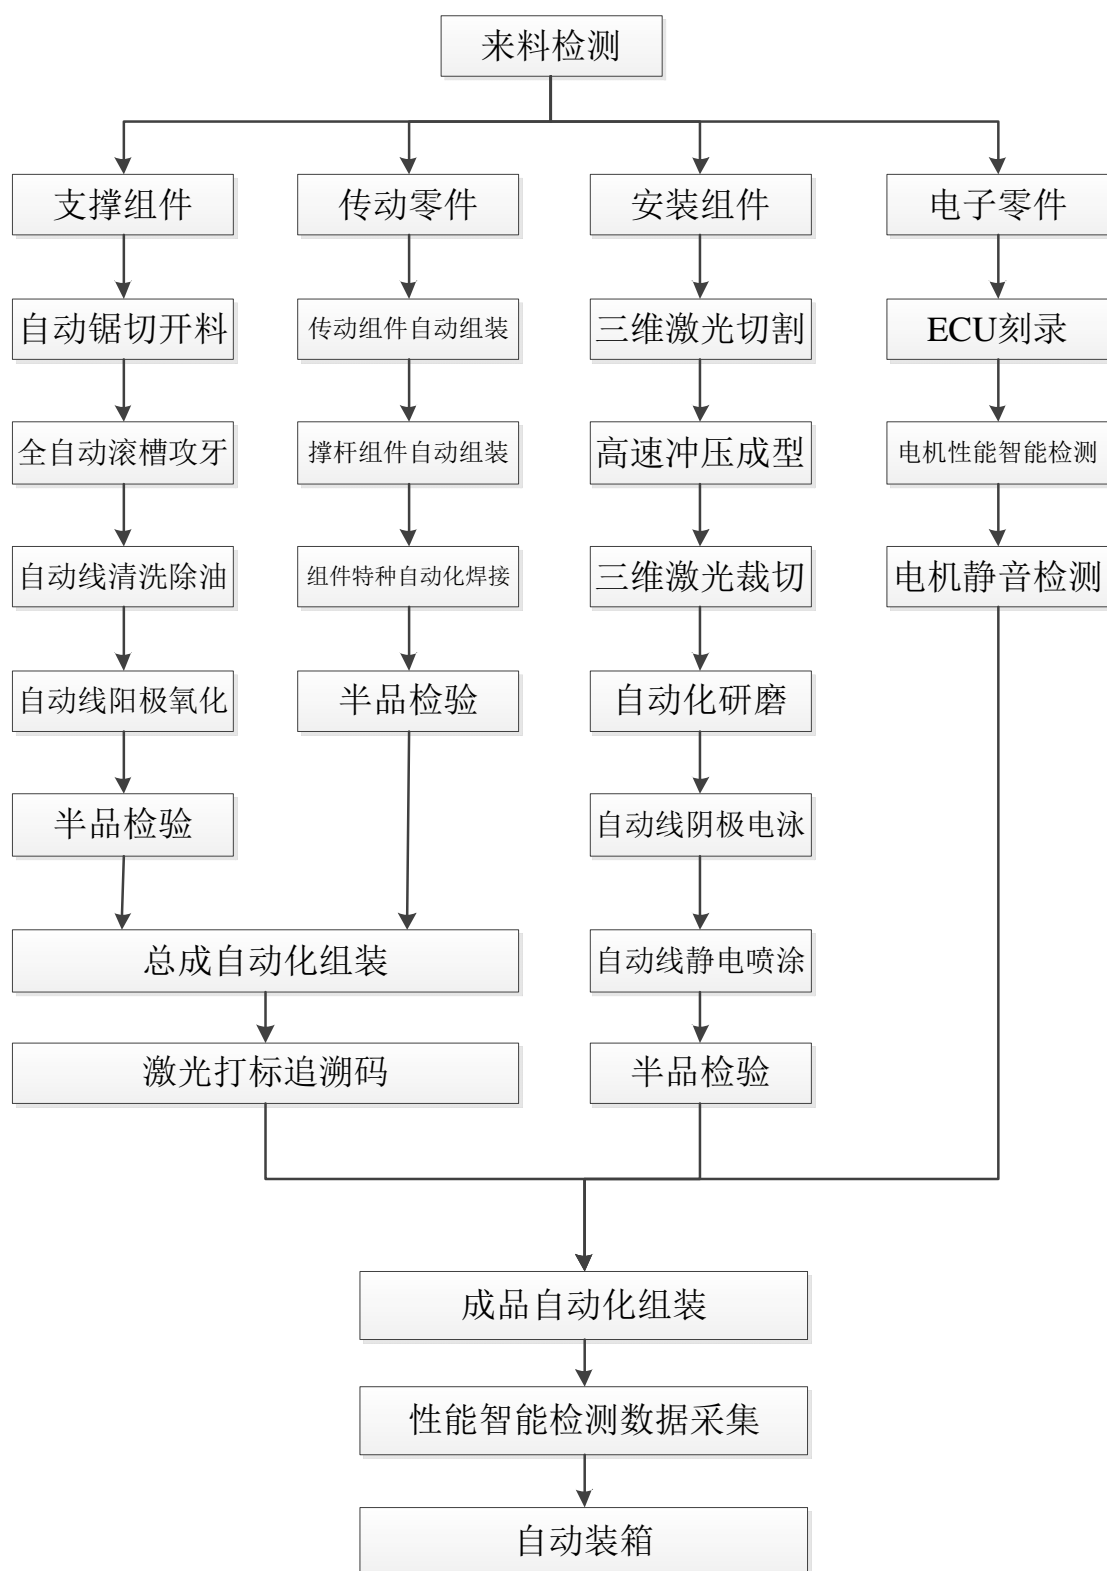 来料检测
支撑组件
传动零件
安装组件
电子零件
自动锯切开料
传动组件自动组装
三维激光切割
ECU刻录
全自动滚槽攻牙
撑杆组件自动组装
高速冲压成型
电机性能智能检测
自动线清洗除油
组件特种自动化焊接
三维激光裁切
电机静音检测
自动线阳极氧化
半品检验
自动化研磨
半品检验
自动线阴极电泳
总成自动化组装
自动线静电喷涂
激光打标追溯码
半品检验
成品自动化组装
性能智能检测数据采集
自动装箱